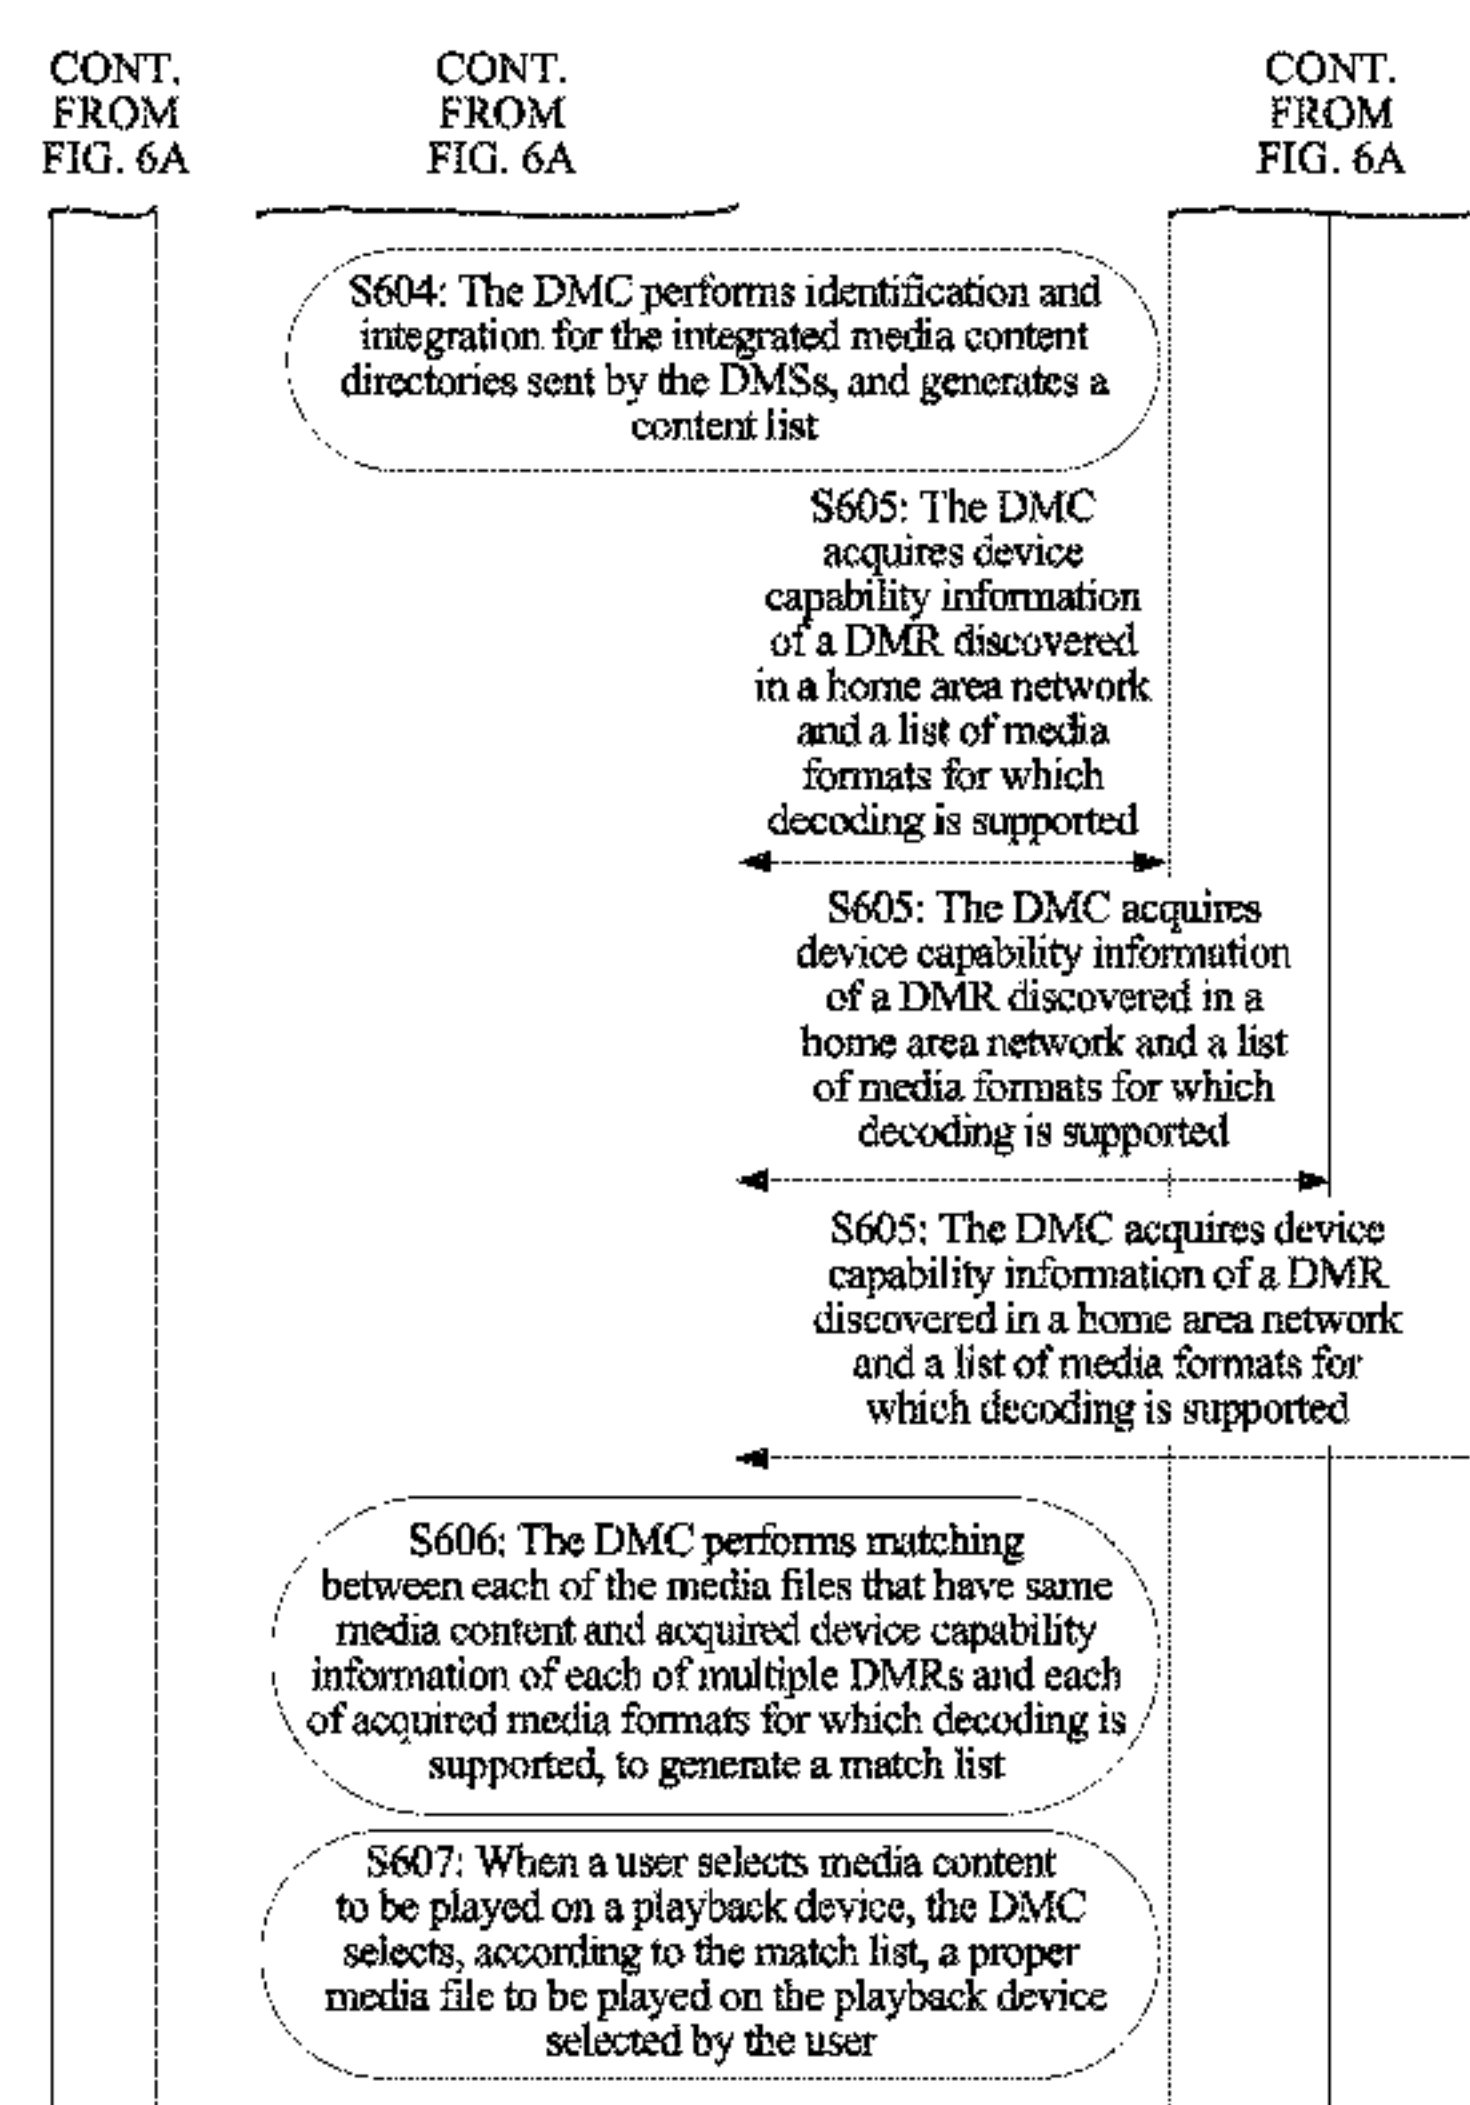 CONT.
FROM
FIG. 6A
CONT.
FROM
FIG. 6A
CONT.
FROM
FIG. 6A
S604: The DMC performs identification and
integration for the integrated media content
directories sent by the DMSs, and generates a
content list
S605: The DMC
acquires device
capability information
of a DMR discovered
in a home area network
and a list of media
formats for which
decoding is supported
S605: The DMC acquires
device capability information
of a DMR discovered in a
home area network and a list
of media formats for which
decoding is supported
S605: The DMC acquires device
capability information of a DMR
discovered in a home area network
and a list of media formats for
which decoding is supported
S606: The DMC performs matching
between each of the media files that have same
media content and acquired device capability
information of each of multiple DMRs and each
of acquired media formats for which decoding is
supported, to generate a match list
S607: When a user selects media content
to be played on a playback device, the DMC
selects, according to the match list, a proper
media file to be played on the playback device
selected by the user